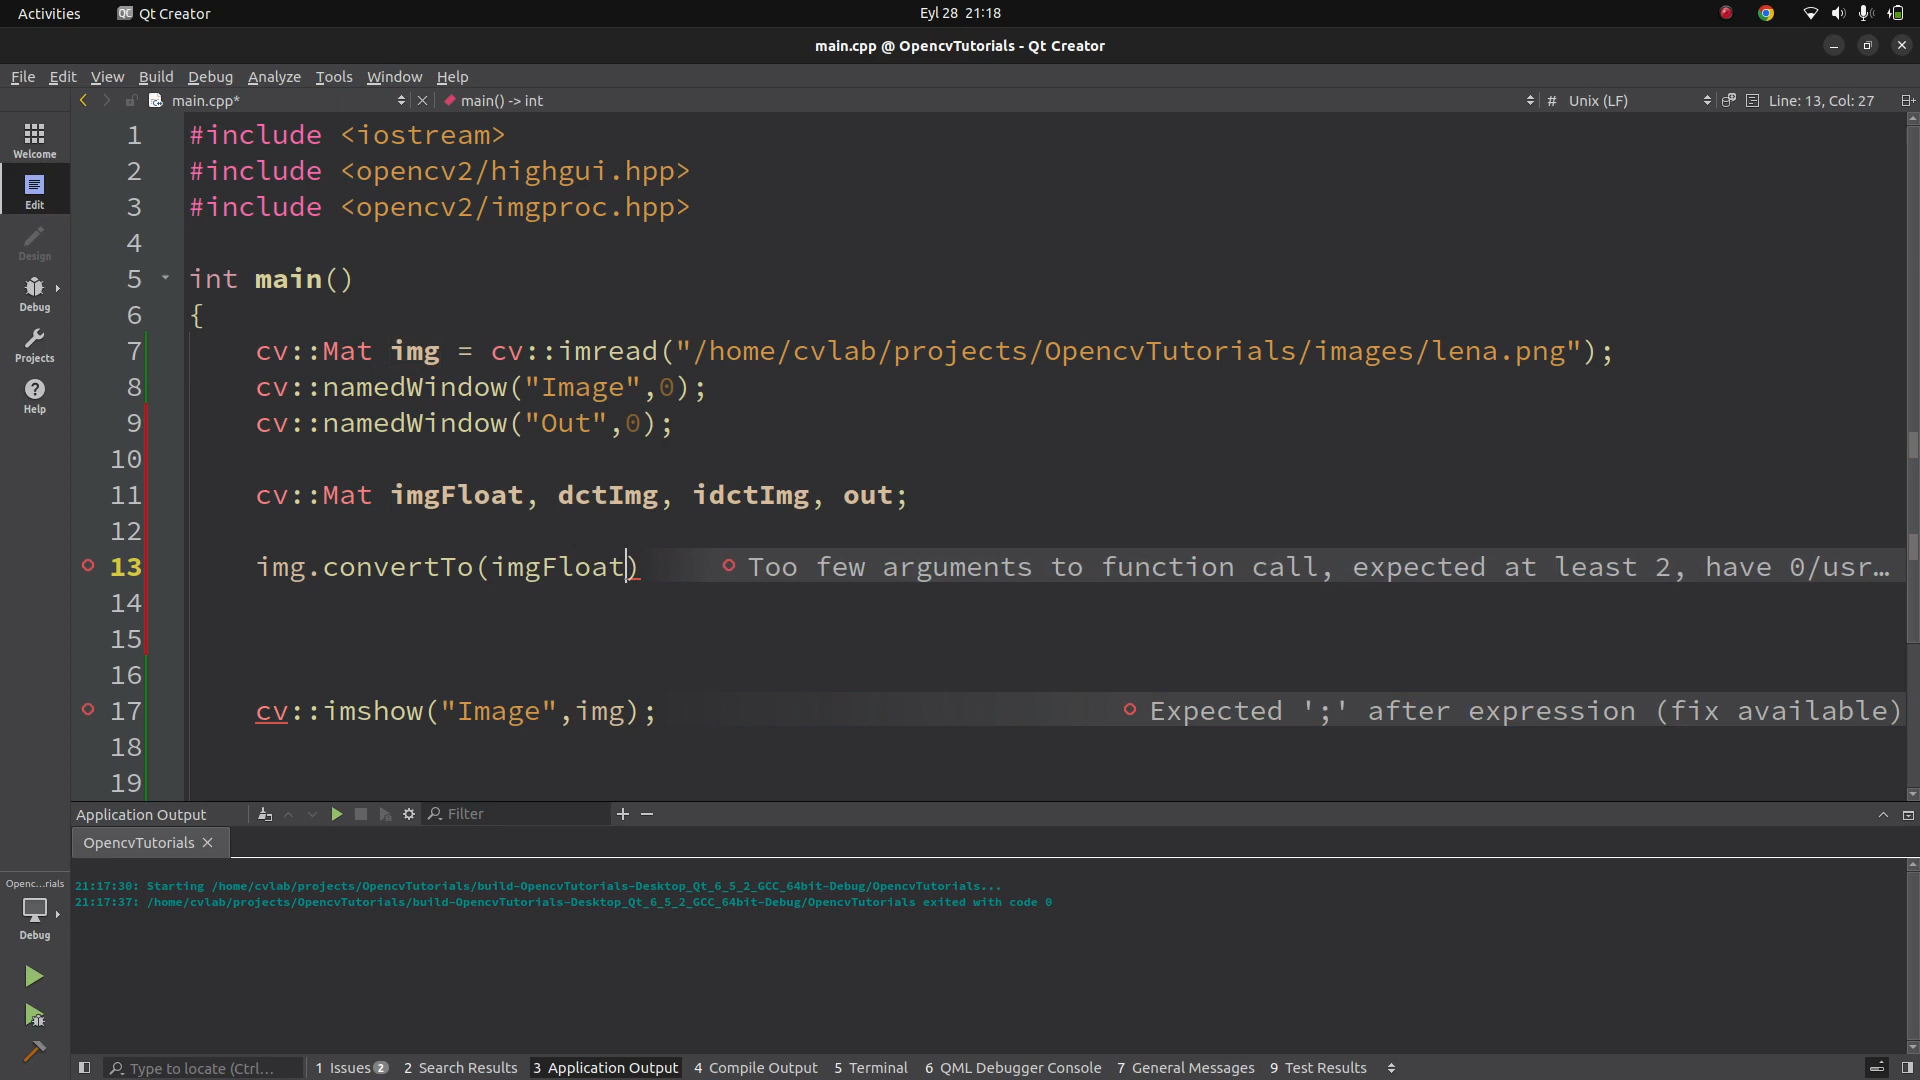 Activities Qt Creator Eyl 28 21:18
main.cpp @ OpencvTutorials - Qt Creator
File Edit View Build Debug Analyze Tools Window Help
main.cpp* main() -> int # Unix (LF) Line: 13, Col: 27
Welcome
Edit
Design
Debug
Projects
Help
1 #include <iostream>
2 #include <opencv2/highgui.hpp>
3 #include <opencv2/imgproc.hpp>
4
5 int main()
6 {
7 cv::Mat img = cv::imread("/home/cvlab/projects/OpencvTutorials/images/lena.png");
8 cv::namedWindow("Image",0);
9 cv::namedWindow("Out",0);
10
11 cv::Mat imgFloat, dctImg, idctImg, out;
12
13 img.convertTo(imgFloat) Too few arguments to function call, expected at least 2, have 0/usr…
14
15
16
17 cv::imshow("Image",img); Expected ';' after expression (fix available)
18
19
Application Output Filter
OpencvTutorials
Openc…rials
Debug
21:17:30: Starting /home/cvlab/projects/OpencvTutorials/build-OpencvTutorials-Desktop_Qt_6_5_2_GCC_64bit-Debug/OpencvTutorials...
21:17:37: /home/cvlab/projects/OpencvTutorials/build-OpencvTutorials-Desktop_Qt_6_5_2_GCC_64bit-Debug/OpencvTutorials exited with code 0
Type to locate (Ctrl… 1 Issues 2 2 Search Results 3 Application Output 4 Compile Output 5 Terminal 6 QML Debugger Console 7 General Messages 9 Test Results